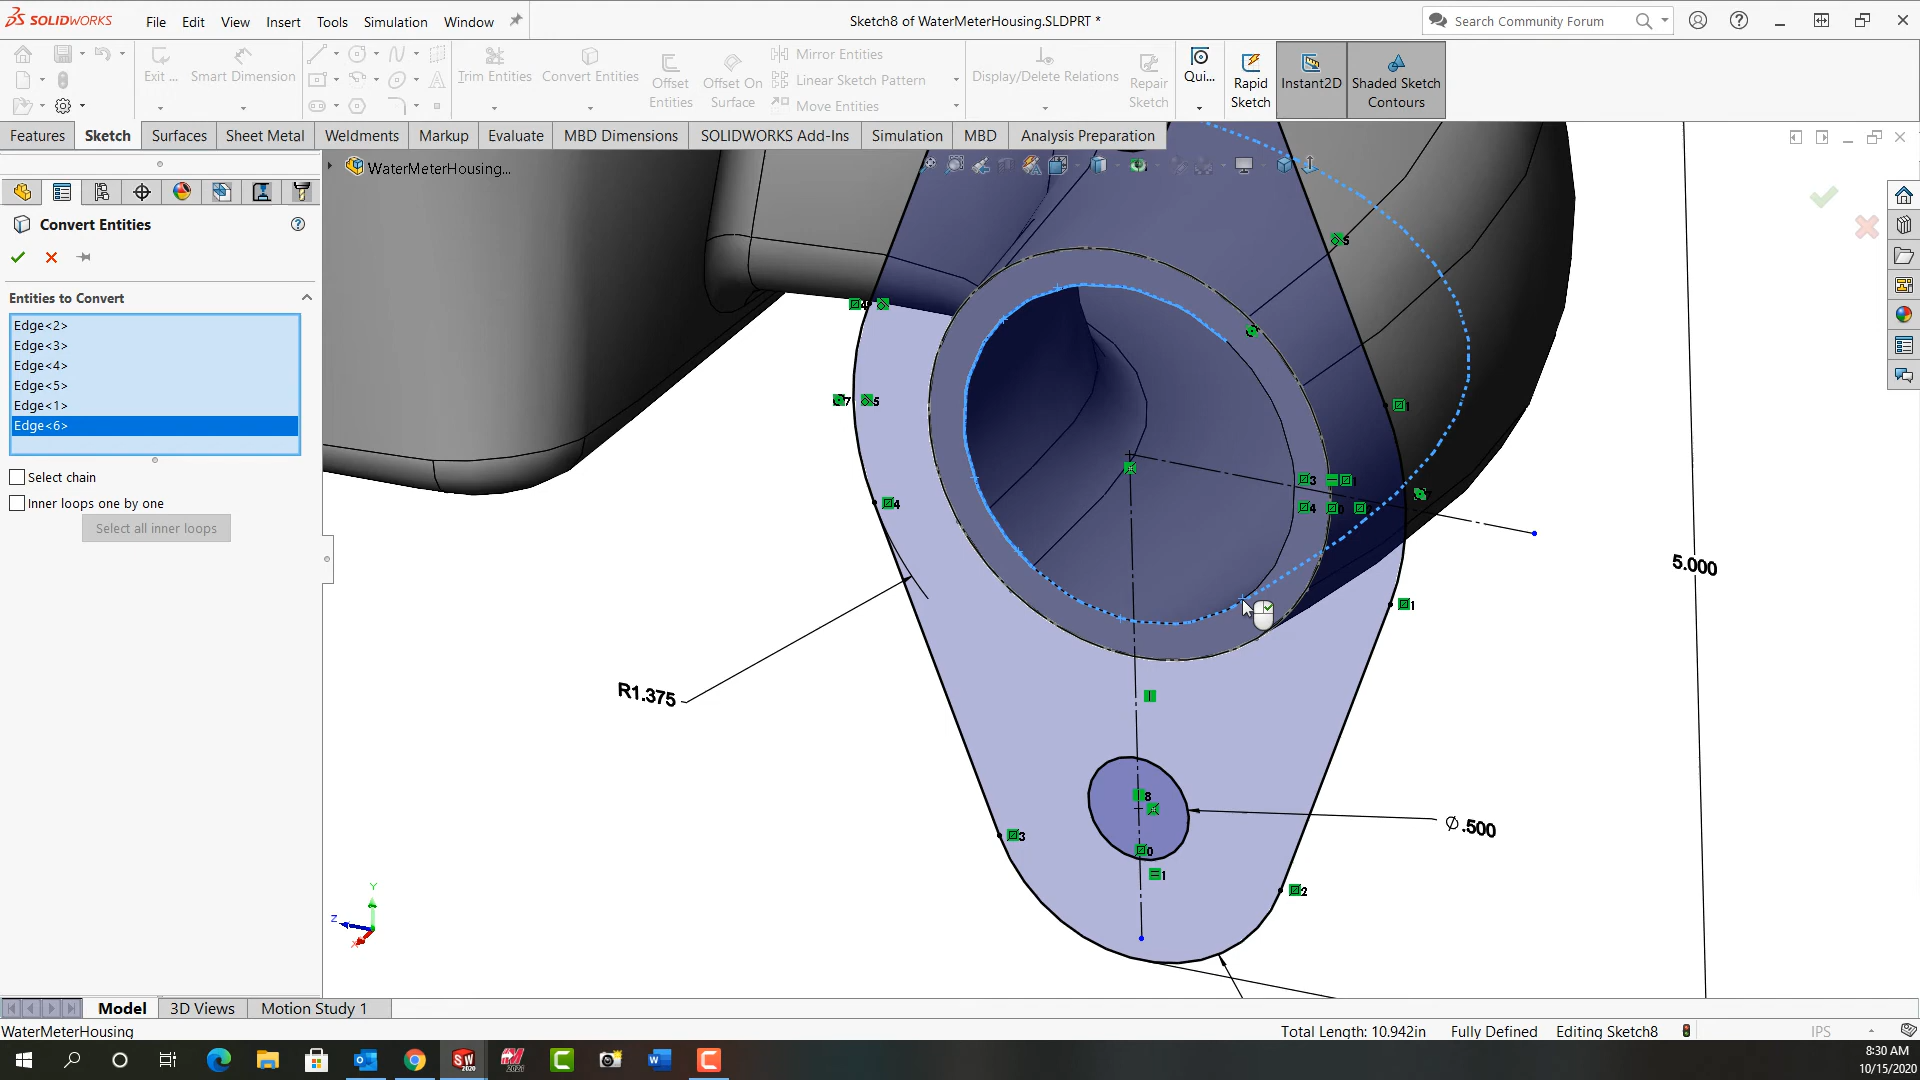 SOLIDWORKS
File Edit View Insert Tools Simulation Window
Sketch8 of WaterMeterHousing.SLDPRT *
Search Community Forum
Exit ...
Smart Dimension
Trim Entities
Convert Entities
Offset Entities
Offset On Surface
Mirror Entities
Linear Sketch Pattern
Move Entities
Display/Delete Relations
Repair Sketch
Qui...
Rapid Sketch
Instant2D
Shaded Sketch Contours
Features Sketch Surfaces Sheet Metal Weldments Markup Evaluate MBD Dimensions SOLIDWORKS Add-Ins Simulation MBD Analysis Preparation
WaterMeterHousing...
Convert Entities
Entities to Convert
Edge<2>
Edge<3>
Edge<4>
Edge<5>
Edge<1>
Edge<6>
Select chain
Inner loops one by one
Select all inner loops
5.000
R1.375
∅.500
Y
Z
X
Model 3D Views Motion Study 1
WaterMeterHousing
Total Length: 10.942in Fully Defined Editing Sketch8 IPS
8:30 AM
10/15/2020